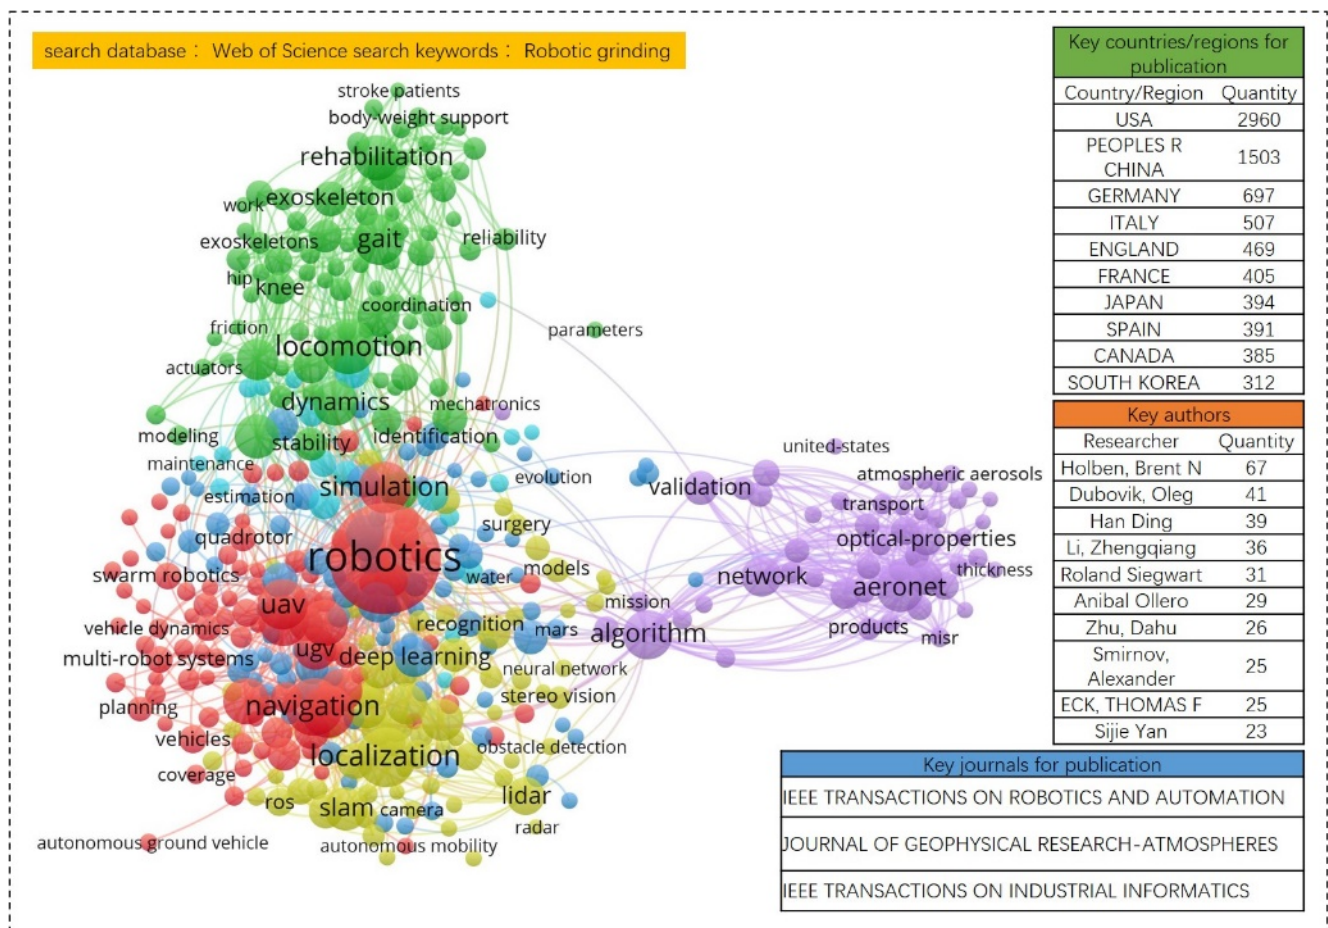 search database： Web of Science search keywords： Robotic grinding
stroke patients
body-weight support
rehabilitation
exoskeleton
work
gait
exoskeletons
reliability
hip
knee
coordination
friction
parameters
locomotion
actuators
dynamics
mechatronics
modeling
stability
identification
united-states
maintenance
atmospheric aerosols
evolution
simulation
validation
estimation
transport
surgery
quadrotor
optical-properties
robotics
models
thickness
swarm robotics
water
network
aeronet
mission
uav
recognition
vehicle dynamics
mars
algorithm
products
misr
ugv
deep learning
multi-robot systems
neural network
stereo vision
planning
navigation
vehicles
obstacle detection
localization
coverage
lidar
ros
slam
camera
radar
autonomous ground vehicle
autonomous mobility
Key countries/regions for
publication
Country/Region Quantity
USA 2960
PEOPLES R
CHINA 1503
GERMANY 697
ITALY 507
ENGLAND 469
FRANCE 405
JAPAN 394
SPAIN 391
CANADA 385
SOUTH KOREA 312
Key authors
Researcher Quantity
Holben, Brent N 67
Dubovik, Oleg 41
Han Ding 39
Li, Zhengqiang 36
Roland Siegwart 31
Anibal Ollero 29
Zhu, Dahu 26
Smirnov,
Alexander 25
ECK, THOMAS F 25
Sijie Yan 23
Key journals for publication
IEEE TRANSACTIONS ON ROBOTICS AND AUTOMATION
JOURNAL OF GEOPHYSICAL RESEARCH-ATMOSPHERES
IEEE TRANSACTIONS ON INDUSTRIAL INFORMATICS